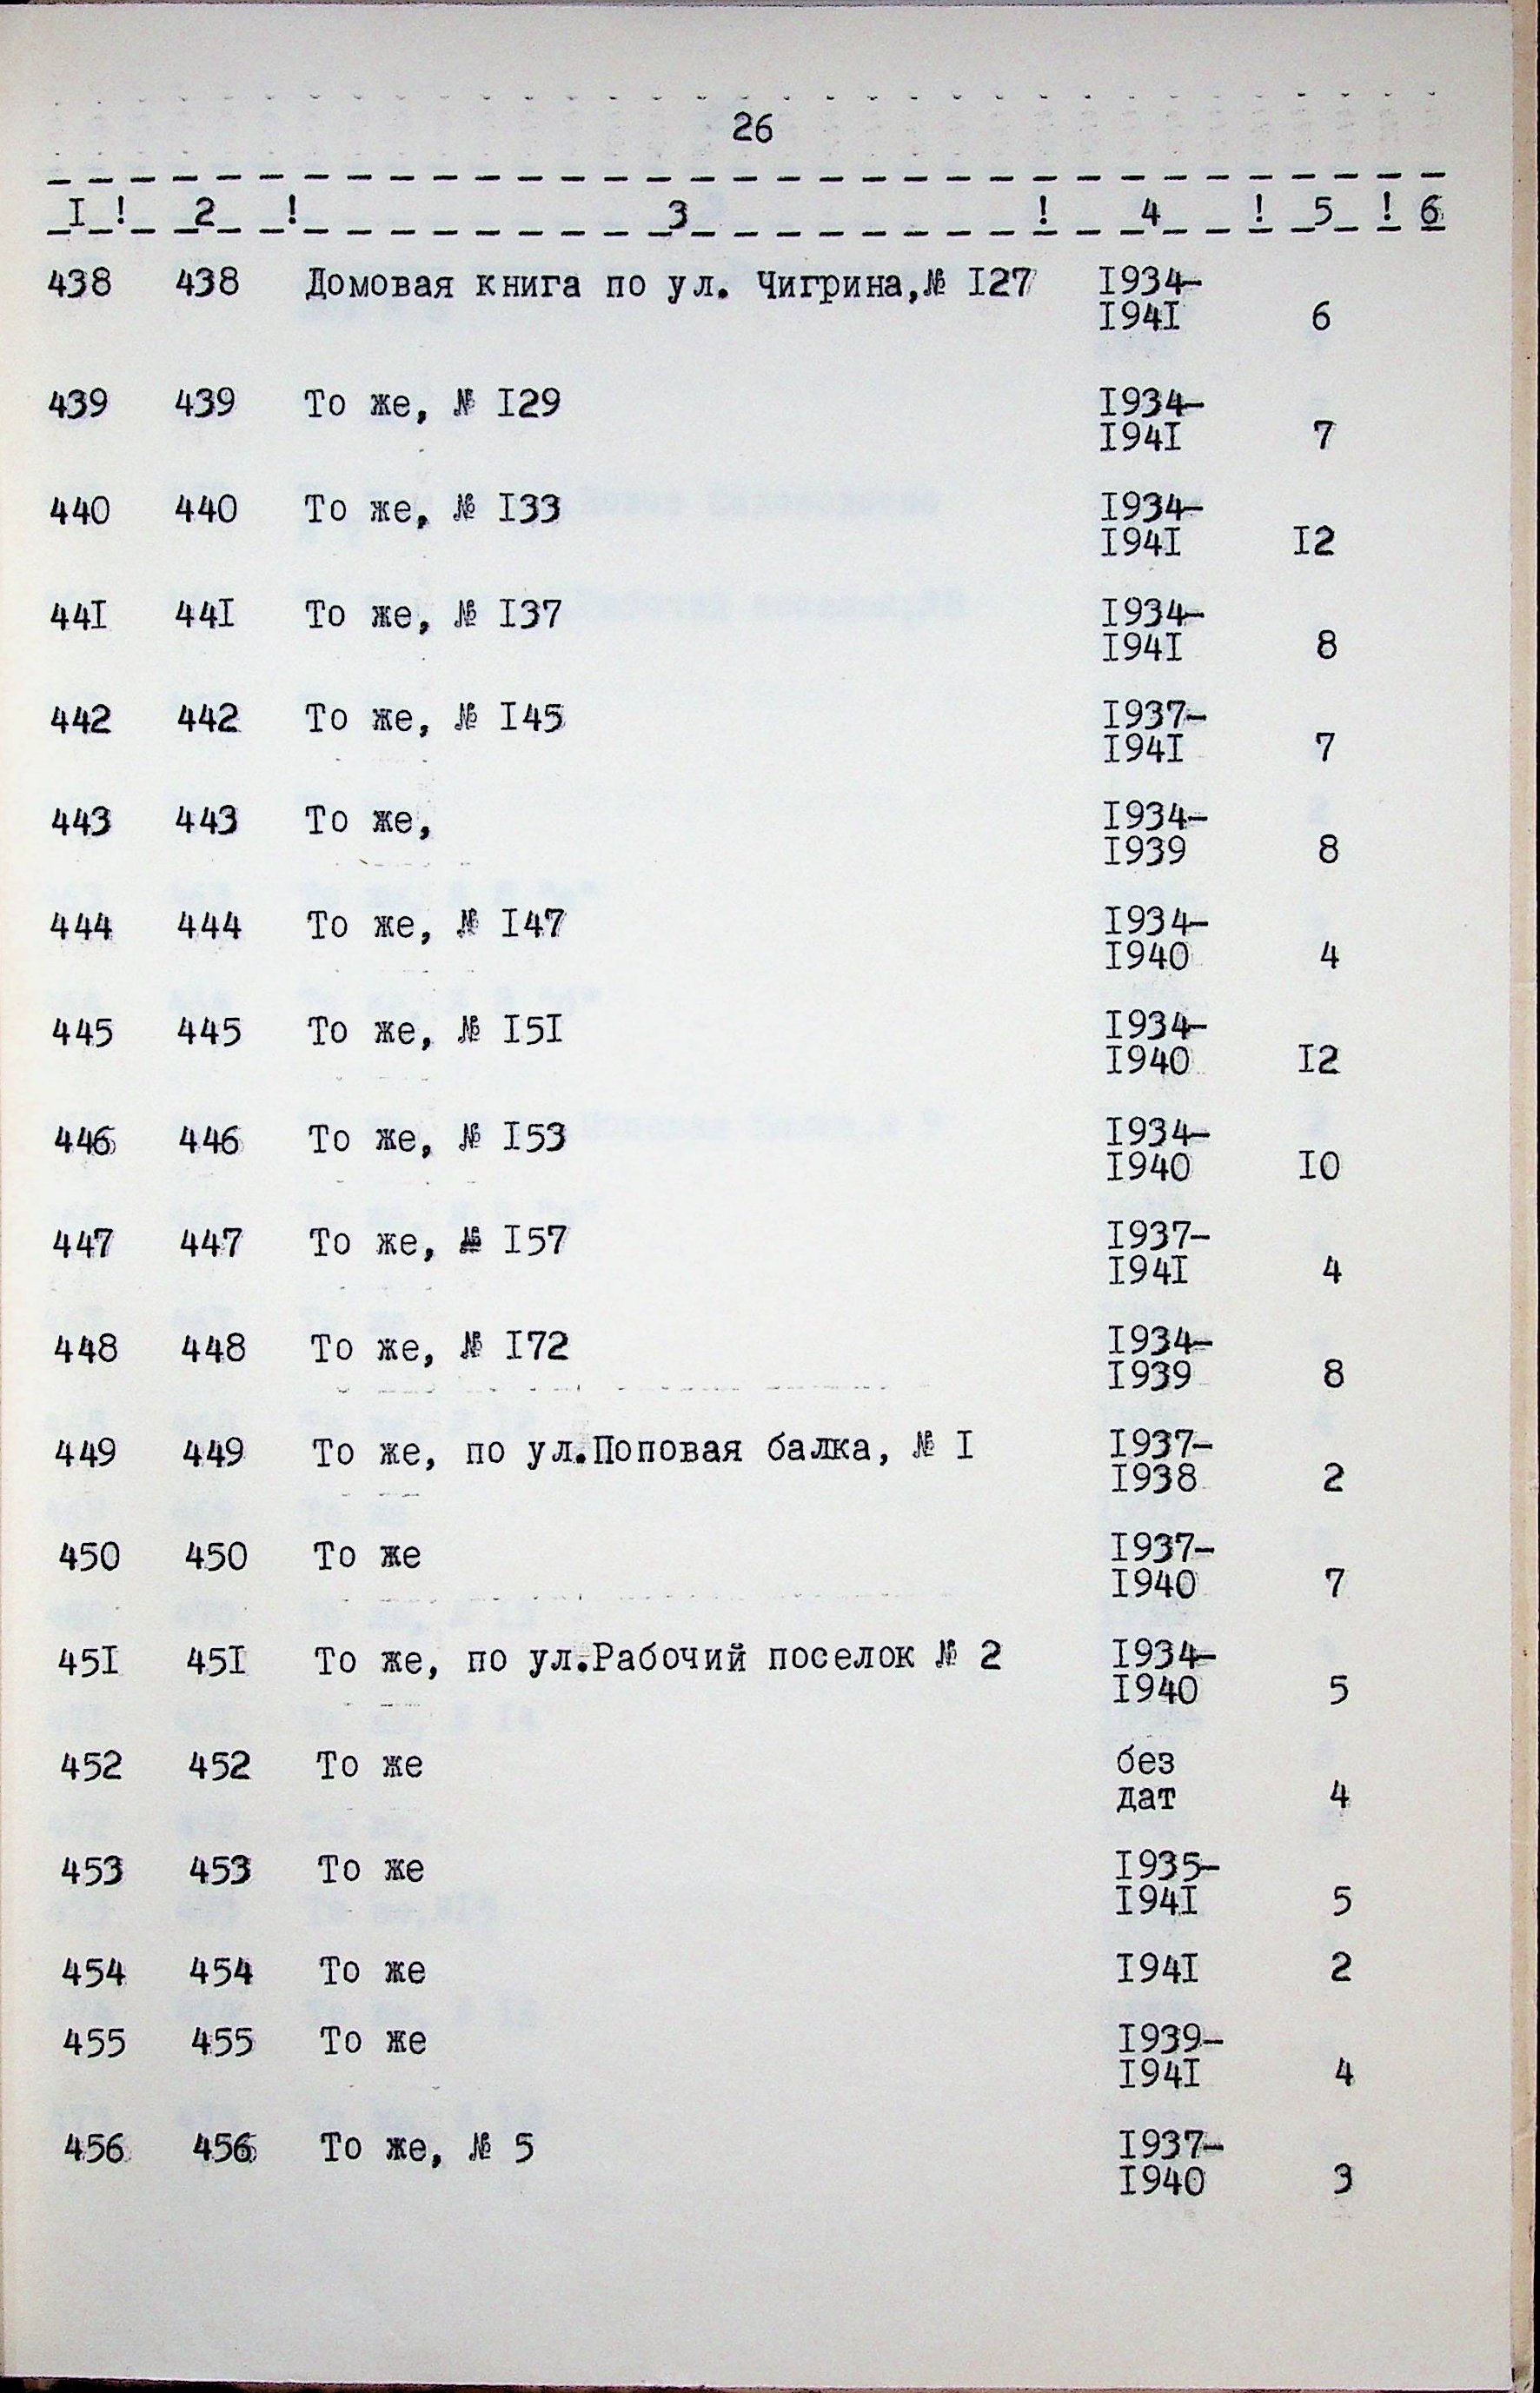 26
I ! 2 ! 3 ! 4 ! 5 ! 6
438 438 Домовая книга по ул. Чигрина,№ I27 I934-
I94I 6
439 439 То же, № I29 I934-
I94I 7
440 440 То же, № I33 I934-
I94I I2
44I 44I То же, № I37 I934-
I94I 8
442 442 То же, № I45 I937-
I94I 7
443 443 То же, I934-
I939 8
444 444 То же, № I47 I934-
I940 4
445 445 То же, № I5I I934-
I940 I2
446 446 То же, № I53 I934-
I940 I0
447 447 То же, № I57 I937-
I94I 4
448 448 То же, № I72 I934-
I939 8
449 449 То же, по ул.Поповая балка, № I I937-
I938 2
450 450 То же I937-
I940 7
45I 45I То же, по ул.Рабочий поселок № 2 I934-
I940 5
452 452 То же без
дат 4
453 453 То же I935-
I94I 5
454 454 То же I94I 2
455 455 То же I939-
I94I 4
456 456 То же, № 5 I937-
I940 3